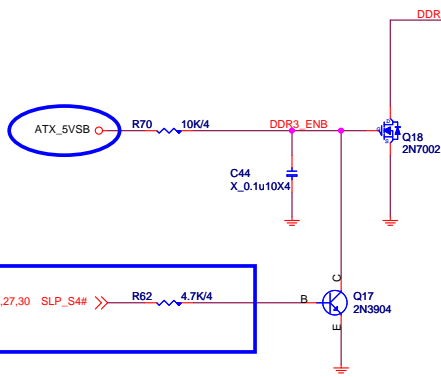 DDR
ATX_5VSB
R70
10K/4
DDR3_ENB
D
G
S
Q18
2N7002
C44
X_0.1u10X4
,27,30
SLP_S4#
R62
4.7K/4
B
C
E
Q17
2N3904